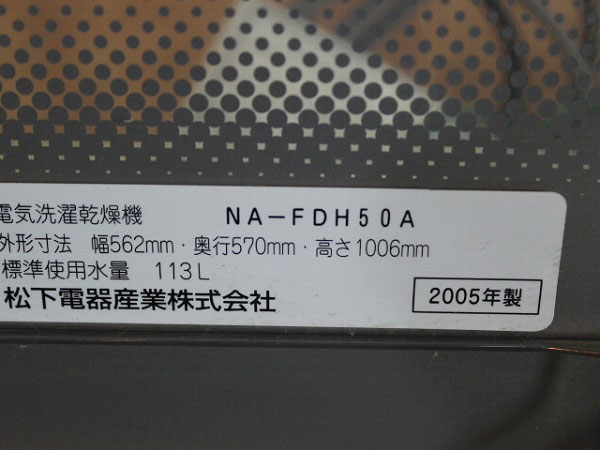 電気洗濯乾燥機 NA-FDH50A
外形寸法 幅562mm・奥行570mm・高さ1006mm
標準使用水量 113L
松下電器産業株式会社 2005年製